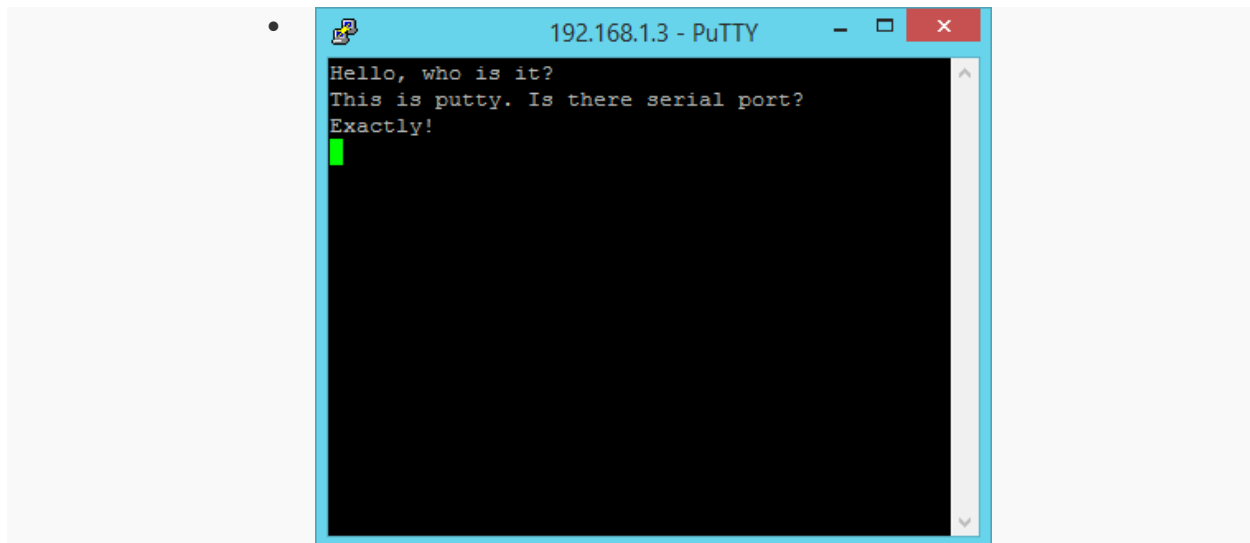 192.168.1.3 - PuTTY
Hello, who is it?
This is putty. Is there serial port?
Exactly!